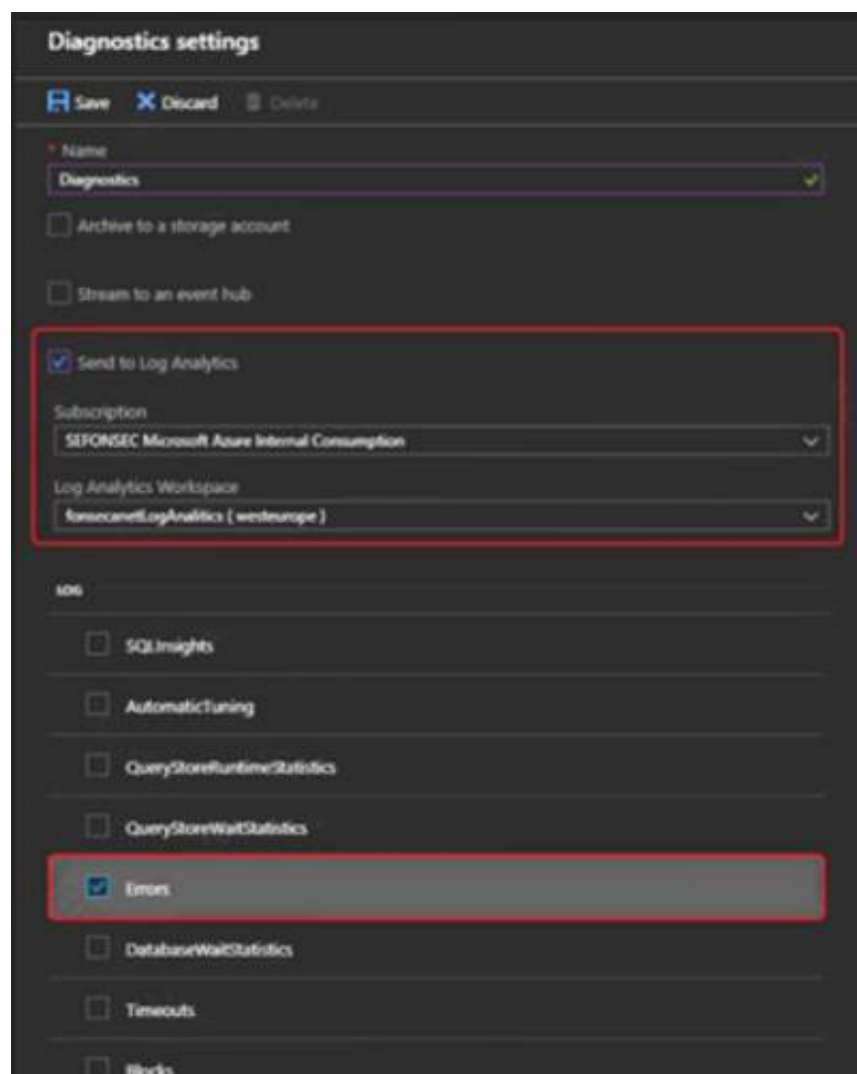 Diagnostics settings
Save Discard Delete
* Name
Diagnostics
Archive to a storage account
Stream to an event hub
Send to Log Analytics
Subscription
SEFONSEC Microsoft Azure Internal Consumption
Log Analytics Workspace
fonsecanetLogAnalitics ( westeurope )
LOG
SQLInsights
AutomaticTuning
QueryStoreRuntimeStatistics
QueryStoreWaitStatistics
Errors
DatabaseWaitStatistics
Timeouts
Blocks